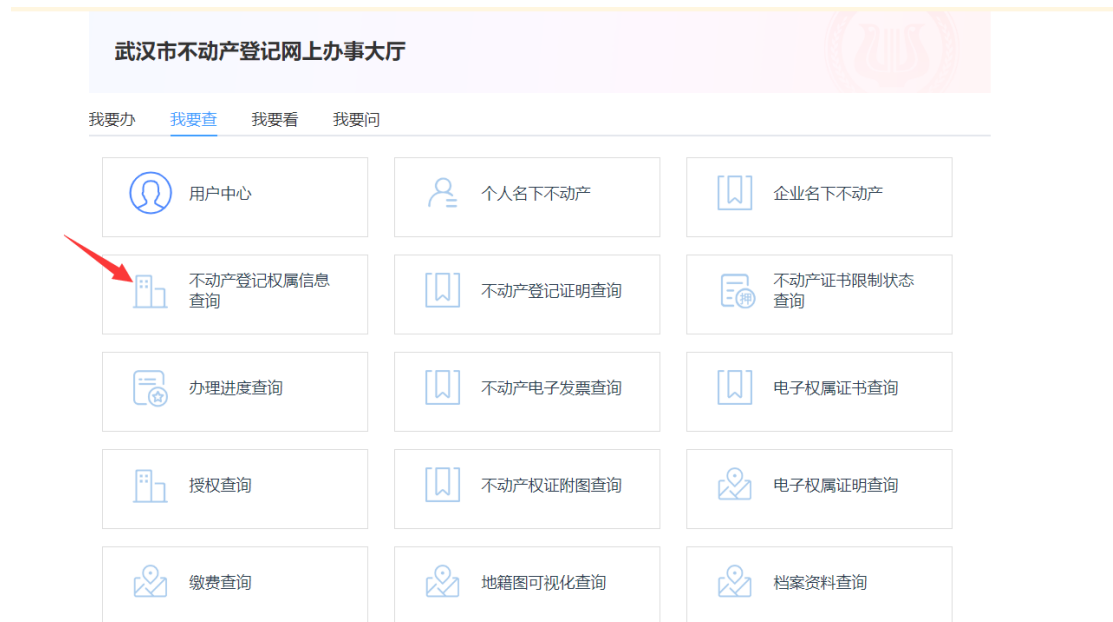 武汉市不动产登记网上办事大厅
我要办 我要查 我要看 我要问
用户中心
个人名下不动产
企业名下不动产
不动产登记权属信息
查询
不动产登记证明查询
不动产证书限制状态
查询
押
办理进度查询
不动产电子发票查询
电子权属证书查询
授权查询
不动产权证附图查询
电子权属证明查询
缴费查询
地籍图可视化查询
档案资料查询